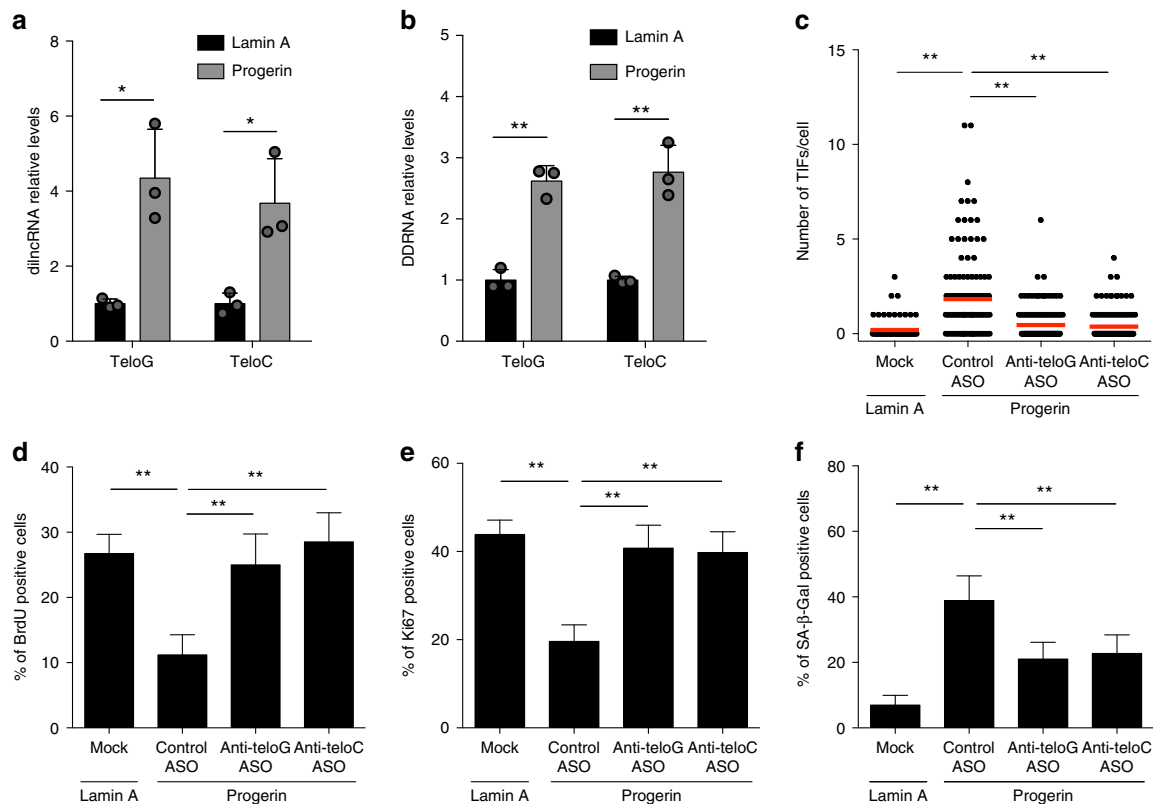 a
dilncRNA relative levels
8
6
4
2
0
Lamin A
Progerin
*
*
TeloG
TeloC
b
DDRNA relative levels
5
4
3
2
1
0
Lamin A
Progerin
**
**
TeloG
TeloC
c
Number of TIFs/cell
15
10
5
0
**
**
**
Mock
Control ASO
Anti-teloG ASO
Anti-teloC ASO
Lamin A
Progerin
d
% of BrdU positive cells
40
30
20
10
0
**
**
**
Mock
Control ASO
Anti-teloG ASO
Anti-teloC ASO
Lamin A
Progerin
e
% of Ki67 positive cells
60
40
20
0
**
**
**
Mock
Control ASO
Anti-teloG ASO
Anti-teloC ASO
Lamin A
Progerin
f
% of SA-β-Gal positive cells
80
60
40
20
0
**
**
**
Mock
Control ASO
Anti-teloG ASO
Anti-teloC ASO
Lamin A
Progerin